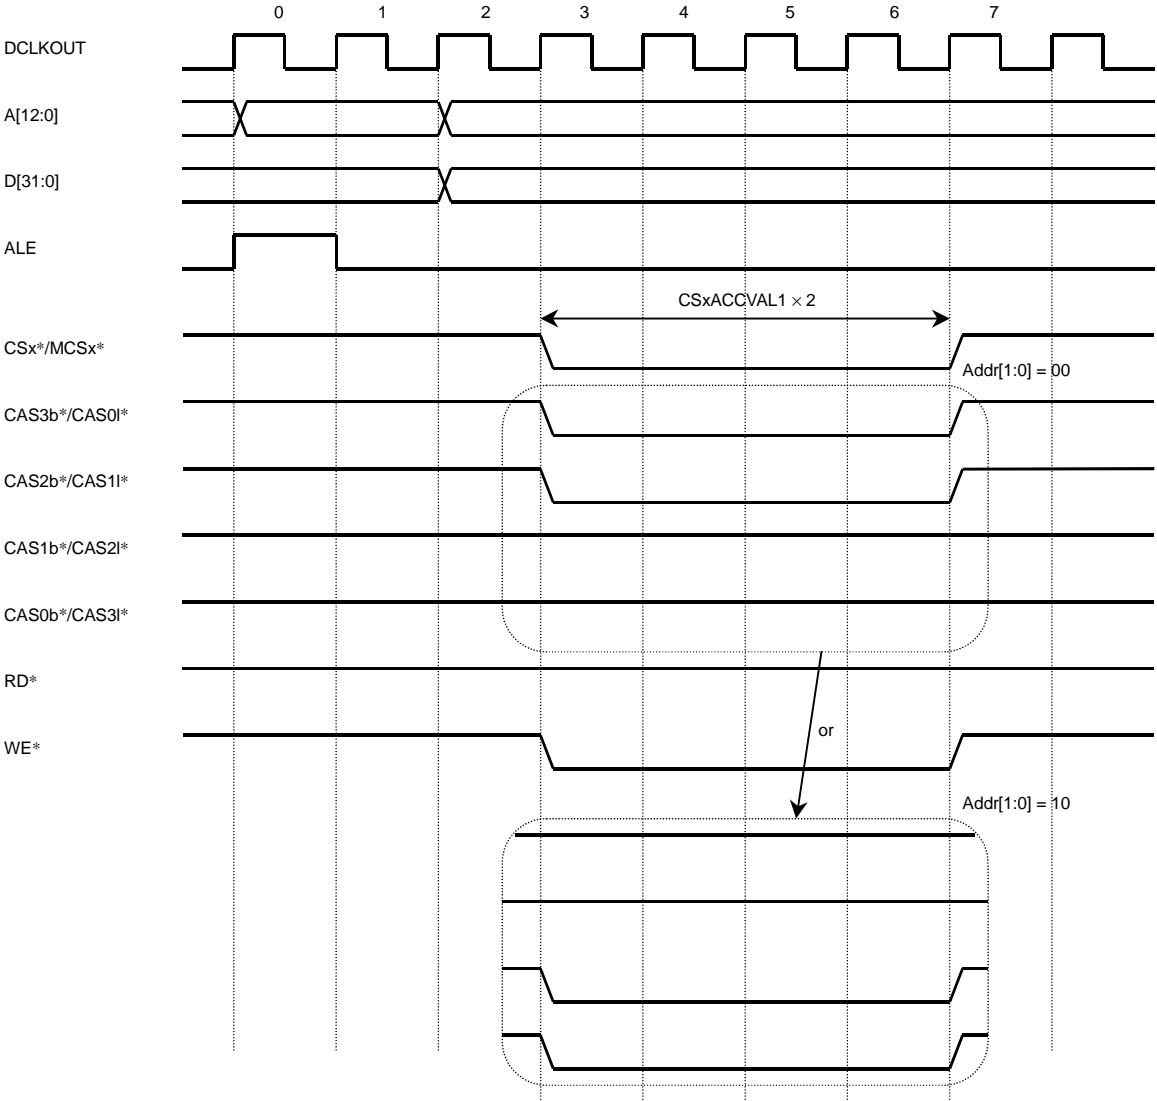 0 1 2 3 4 5 6 7
DCLKOUT
A[12:0]
D[31:0]
ALE
CSxACCVAL1 × 2
CSx*/MCSx*
Addr[1:0] = 00
CAS3b*/CAS0l*
CAS2b*/CAS1l*
CAS1b*/CAS2l*
CAS0b*/CAS3l*
RD*
or
WE*
Addr[1:0] = 10